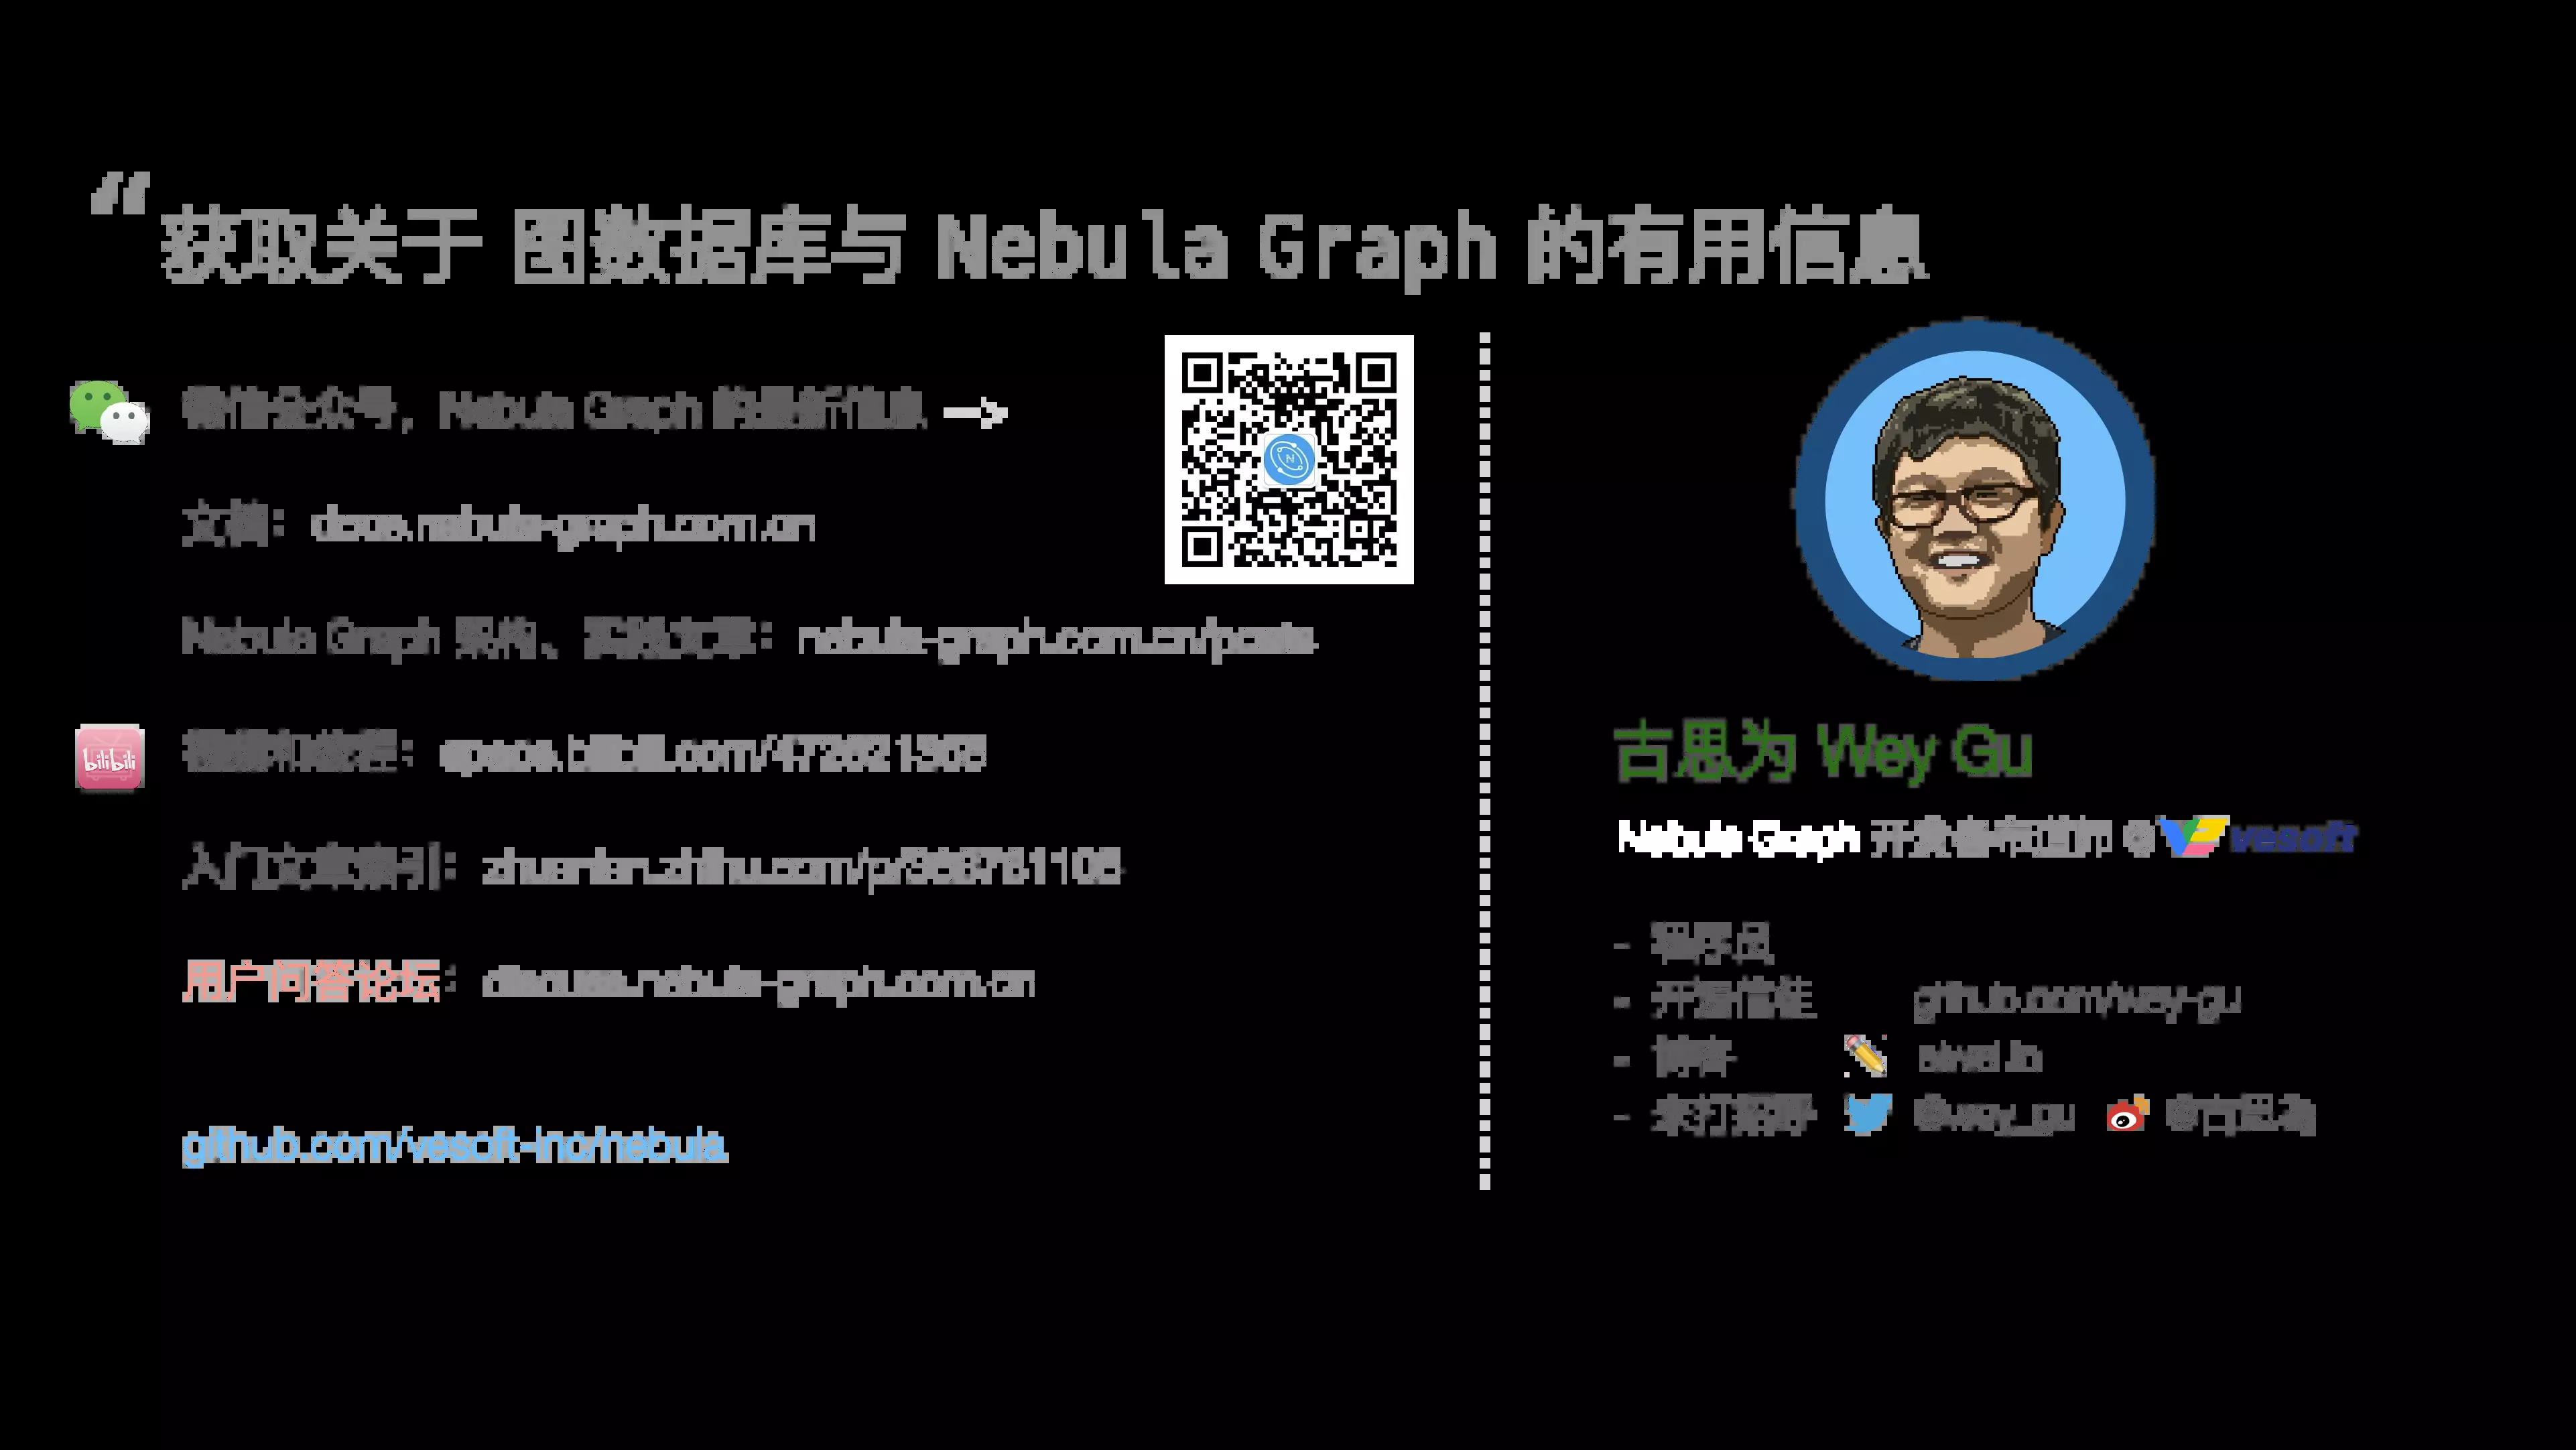 “获取关于 图数据库与 Nebula Graph 的有用信息
微信公众号，Nebula Graph 的最新信息 →
文档：docs.nebula-graph.com.cn
Nebula Graph 架构、实践文章：nebula-graph.com.cn/posts
bilibili
视频和教程：space.bilibili.com/472621355
入门文章索引：
用户问答论坛：discuss.nebula-graph.com.cn
github.com/vesoft-inc/nebula
古思为 Wey Gu
Nebula Graph 开发者布道师 @ vesoft
- 程序员
- 开源信徒 github.com/wey-gu
- 博客 siwei.io
- 来打招呼 @wey_gu @古思为